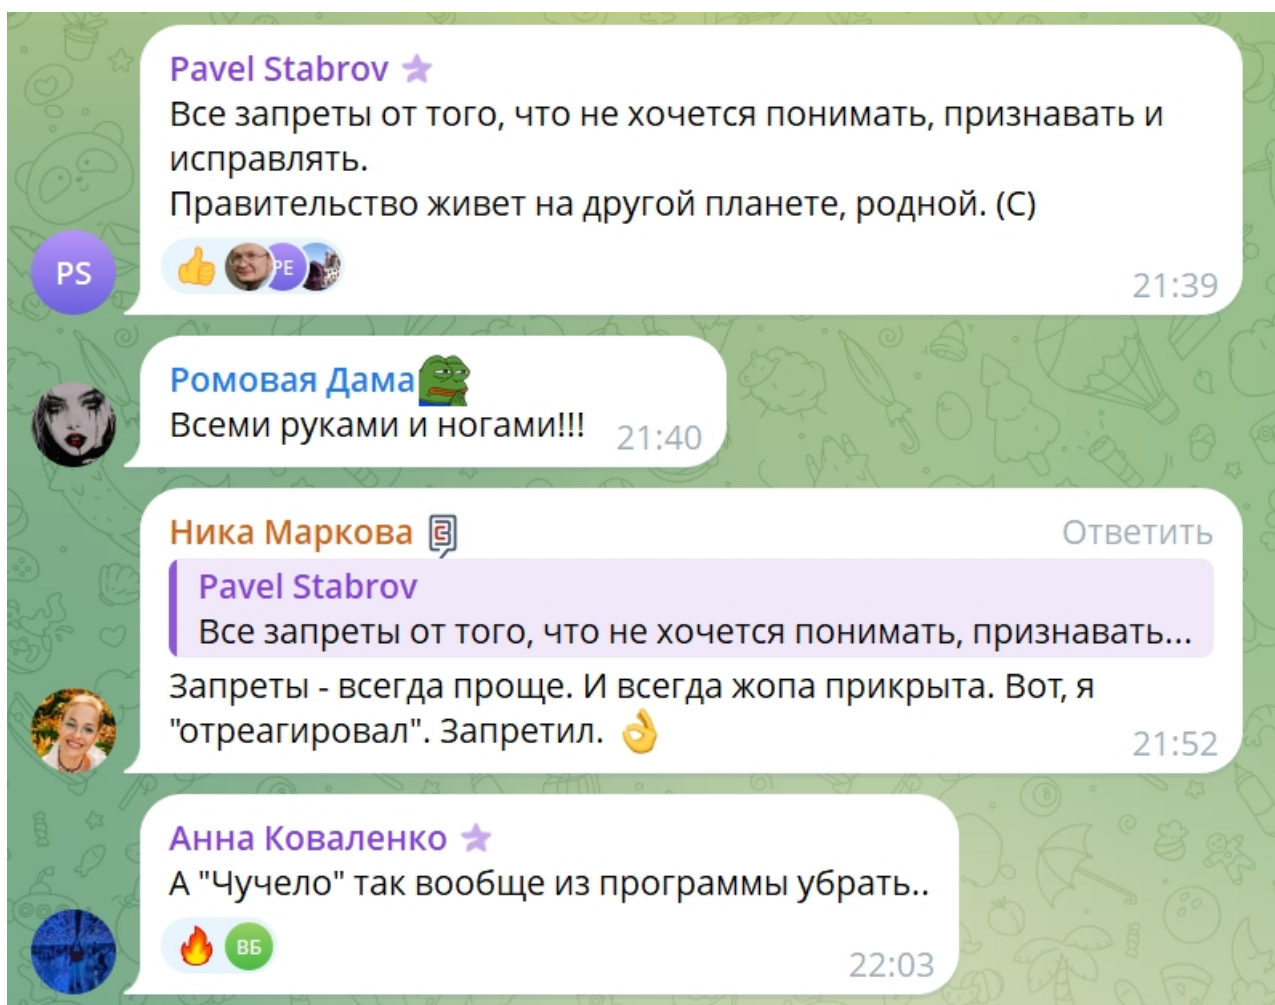 Pavel Stabrov
Все запреты от того, что не хочется понимать, признавать и
исправлять.
Правительство живет на другой планете, родной. (С)
PE
21:39
PS
Ромовая Дама
Всеми руками и ногами!!!
21:40
Ника Маркова
Ответить
Pavel Stabrov
Все запреты от того, что не хочется понимать, признавать...
Запреты - всегда проще. И всегда жопа прикрыта. Вот, я
"отреагировал". Запретил.
21:52
Анна Коваленко
А "Чучело" так вообще из программы убрать..
ВБ
22:03